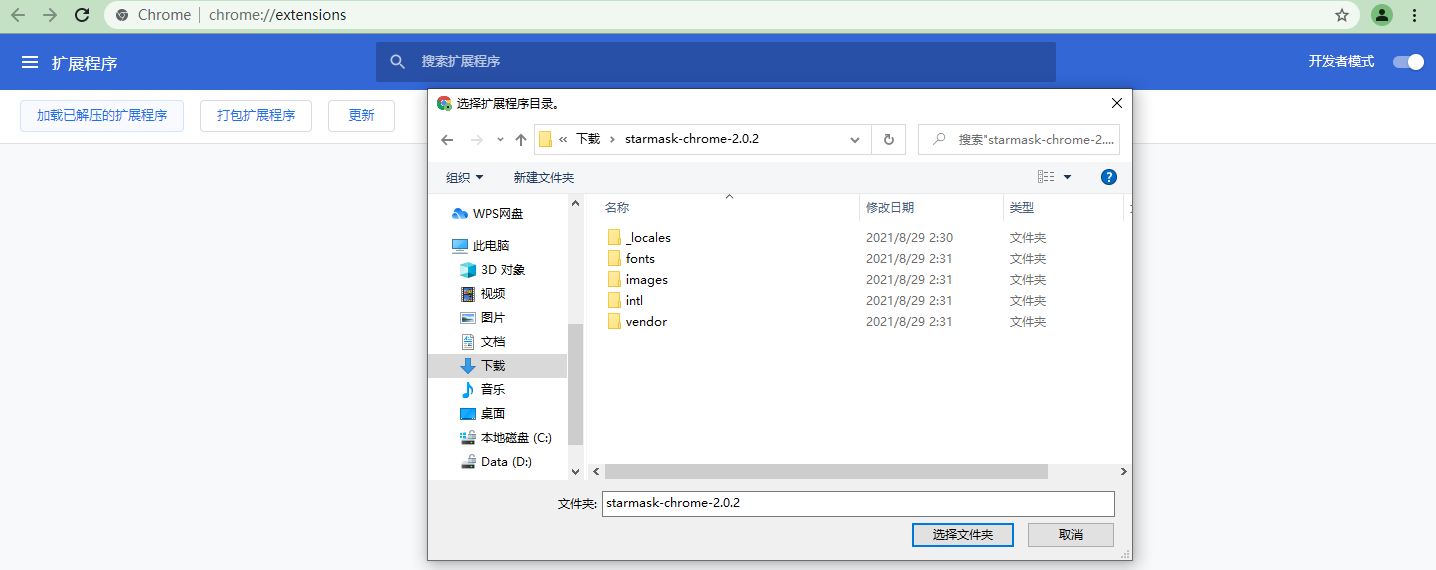 Chrome | chrome://extensions
扩展程序
搜索扩展程序
开发者模式
加载已解压的扩展程序
打包扩展程序
更新
选择扩展程序目录。
« 下载 › starmask-chrome-2.0.2
搜索"starmask-chrome-2....
组织
新建文件夹
WPS网盘
此电脑
3D 对象
视频
图片
文档
下载
音乐
桌面
本地磁盘 (C:)
Data (D:)
名称 修改日期 类型
_locales 2021/8/29 2:30 文件夹
fonts 2021/8/29 2:31 文件夹
images 2021/8/29 2:31 文件夹
intl 2021/8/29 2:31 文件夹
vendor 2021/8/29 2:31 文件夹
文件夹: starmask-chrome-2.0.2
选择文件夹
取消